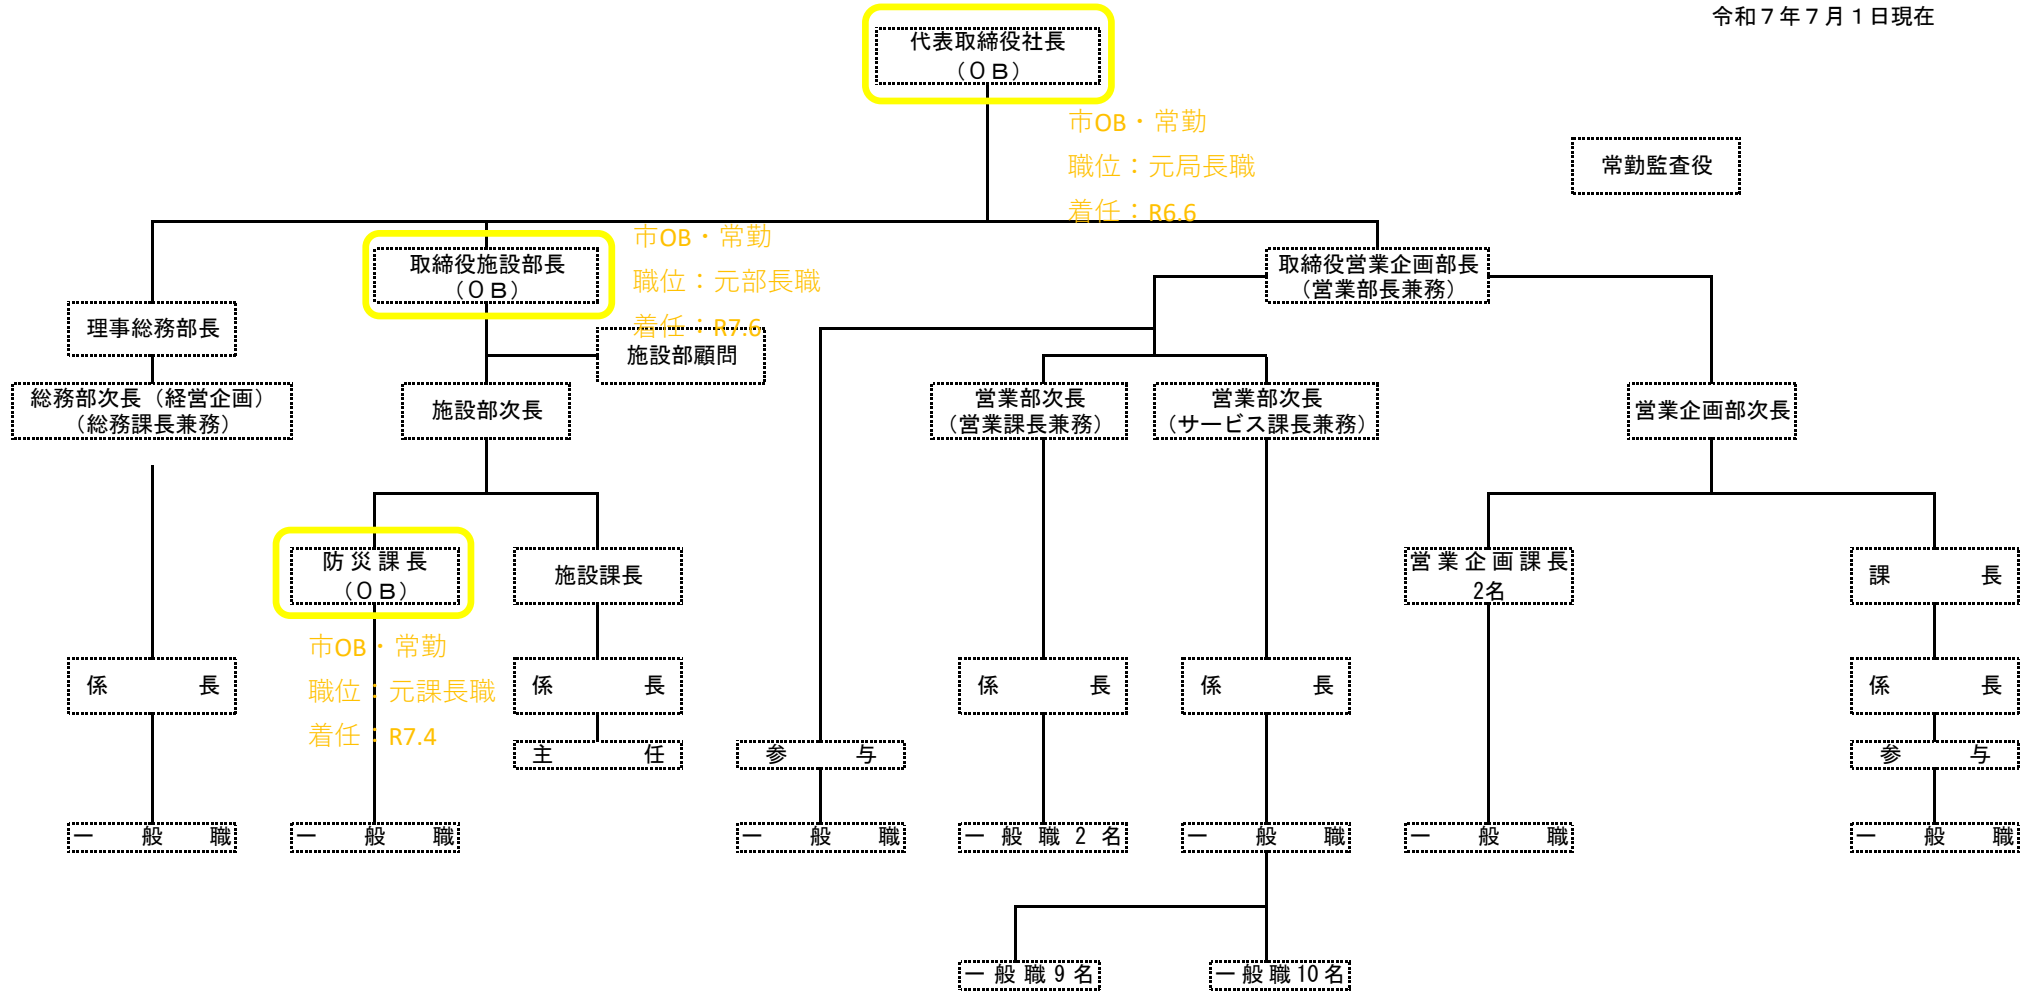 令和７年７月１日現在
代表取締役社長
（ＯＢ）
市OB・常勤
職位：元局長職
着任：R6.6
常勤監査役
取締役施設部長
（ＯＢ）
市OB・常勤
職位：元部長職
着任：R7.6
取締役営業企画部長
（営業部長兼務）
理事総務部長
施設部顧問
総務部次長（経営企画）
（総務課長兼務）
施設部次長
営業部次長
（営業課長兼務）
営業部次長
（サービス課長兼務）
営業企画部次長
防災課長
（ＯＢ）
施設課長
営業企画課長
2名
課　　　　長
市OB・常勤
職位：元課長職
着任：R7.4
係　　　　長
係　　　　長
係　　　　長
係　　　　長
係　　　　長
主　　　　任
参　　　与
参　　　与
一　　般　　職
一　　般　　職
一　　般　　職
一 般 職 2 名
一　　般　　職
一　　般　　職
一　　般　　職
一 般 職 9 名
一 般 職 10 名